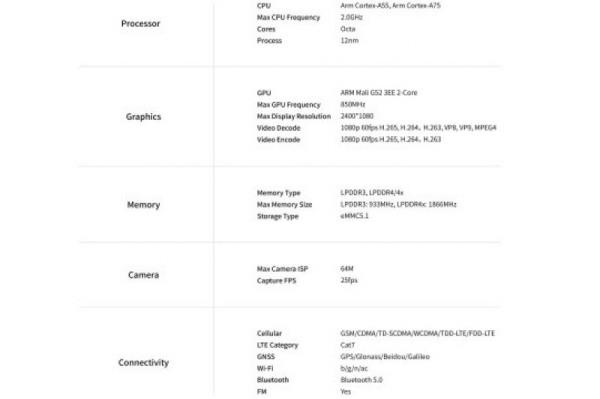 Processor
CPU Arm Cortex-A55, Arm Cortex-A75
Max CPU Frequency 2.0GHz
Cores Octa
Process 12nm
Graphics
GPU ARM Mali G52 3EE 2-Core
Max GPU Frequency 850MHz
Max Display Resolution 2400*1080
Video Decode 1080p 60fps H.265, H.264, H.263, VP8, VP9, MPEG4
Video Encode 1080p 60fps H.265, H.264, H.263
Memory
Memory Type LPDDR3, LPDDR4/4x
Max Memory Size LPDDR3: 933MHz, LPDDR4x: 1866MHz
Storage Type eMMC5.1
Camera
Max Camera ISP 64M
Capture FPS 25fps
Connectivity
Cellular GSM/CDMA/TD-SCDMA/WCDMA/TDD-LTE/FDD-LTE
LTE Category Cat7
GNSS GPS/Glonass/Beidou/Galileo
Wi-Fi b/g/n/ac
Bluetooth Bluetooth 5.0
FM Yes